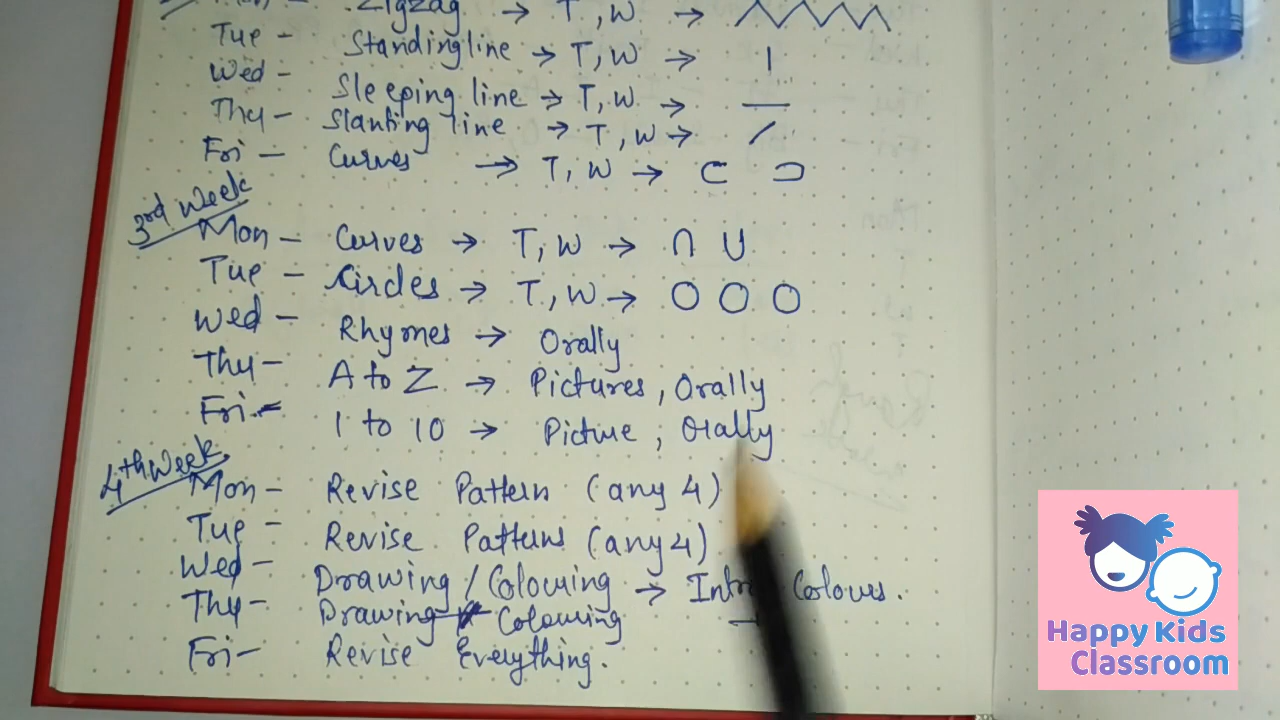 Mon - Zigzag → T, W →
Tue - Standingline → T, W → |
Wed - Sleeping line → T, W. → —
Thu - Slanting line → T, W → /
Fri - Curves → T, W → ⊂ ⊃
3rd Week
Mon - Curves → T, W → ∩ ∪
Tue - Circles → T, W → O O O
Wed - Rhymes → Orally
Thu - A to Z → Pictures, Orally
Fri - 1 to 10 → Picture, Orally
4th Week
Mon - Revise Pattern (any 4)
Tue - Revise Patterns (any 4)
Wed - Drawing / Colouring → Colours.
Thu - Drawing Colouring —
Fri - Revise Everything.
Happy Kids
Classroom